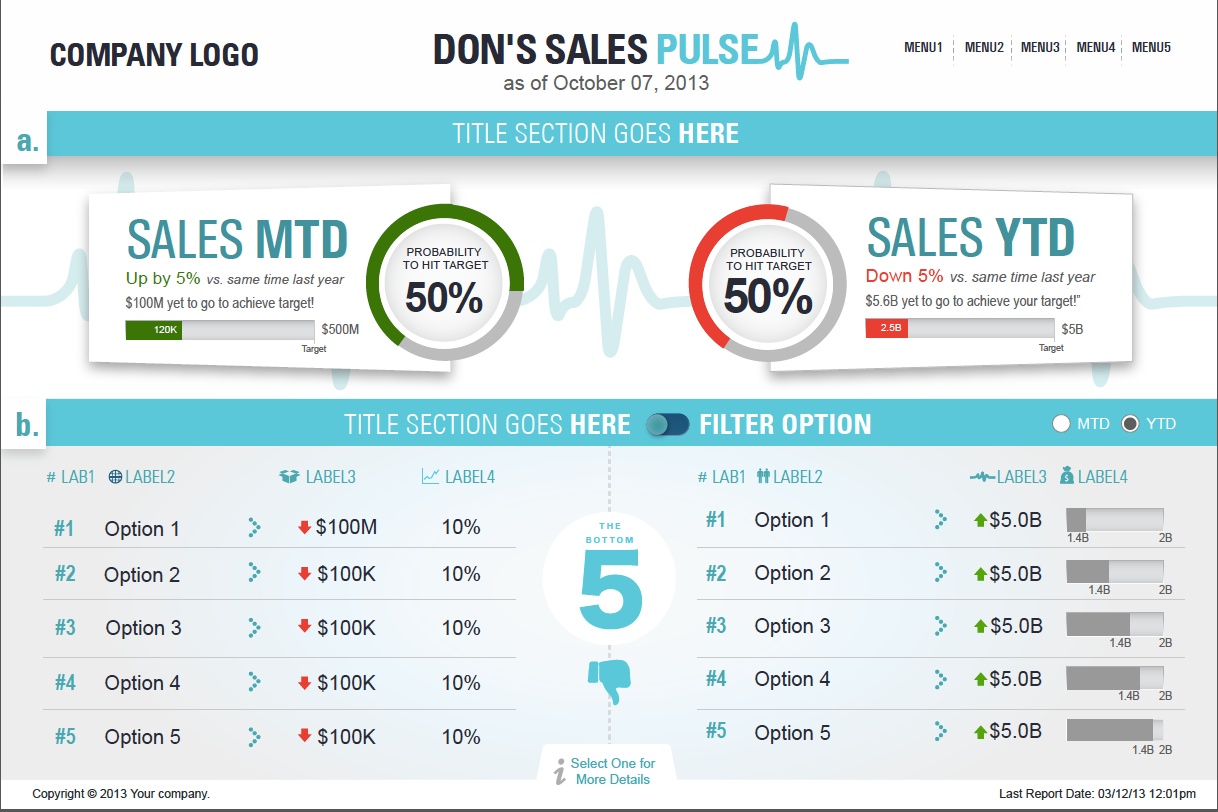 COMPANY LOGO
DON'S SALES PULSE
as of October 07, 2013
MENU1 MENU2 MENU3 MENU4 MENU5
a.
TITLE SECTION GOES HERE
SALES MTD
Up by 5% vs. same time last year
$100M yet to go to achieve target!
120K $500M
Target
PROBABILITY
TO HIT TARGET
50%
PROBABILITY
TO HIT TARGET
50%
SALES YTD
Down 5% vs. same time last year
$5.6B yet to go to achieve your target!"
2.5B $5B
Target
b.
TITLE SECTION GOES HERE FILTER OPTION MTD YTD
# LAB1 LABEL2 LABEL3 LABEL4
#1 Option 1 $100M 10%
#2 Option 2 $100K 10%
#3 Option 3 $100K 10%
#4 Option 4 $100K 10%
#5 Option 5 $100K 10%
THE
BOTTOM
5
Select One for
More Details
# LAB1 LABEL2 LABEL3 LABEL4
#1 Option 1 $5.0B
1.4B 2B
#2 Option 2 $5.0B
1.4B 2B
#3 Option 3 $5.0B
1.4B 2B
#4 Option 4 $5.0B
1.4B 2B
#5 Option 5 $5.0B
1.4B 2B
Copyright © 2013 Your company.
Last Report Date: 03/12/13 12:01pm